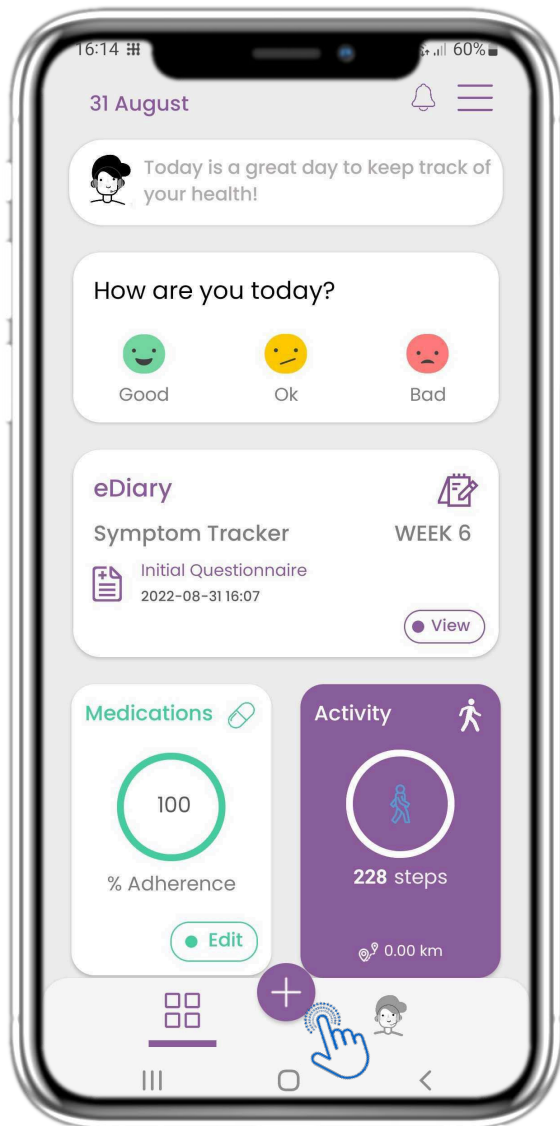 16:14
60%
31 August
Today is a great day to keep track of
your health!
How are you today?
Good
Ok
Bad
eDiary
Symptom Tracker
WEEK 6
Initial Questionnaire
2022-08-31 16:07
View
Medications
100
% Adherence
Edit
Activity
228 steps
0.00 km